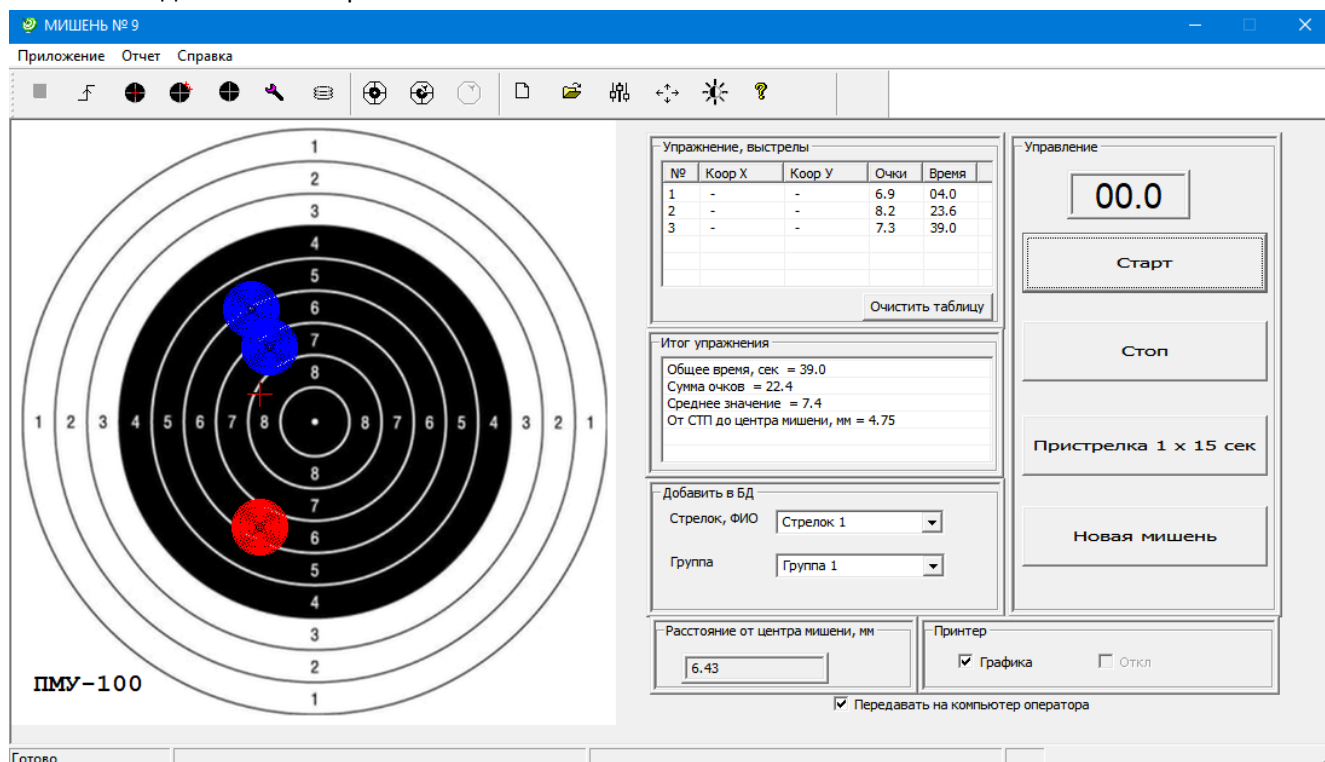 МИШЕНЬ № 9
Приложение Отчет Справка
1
2
3
4
5
6
7
8
1 2 3 4 5 6 7 8 8 7 6 5 4 3 2 1
8
7
6
5
4
3
2
1
ПМУ-100
Упражнение, выстрелы
№ Коор X Коор У Очки Время
1 - - 6.9 04.0
2 - - 8.2 23.6
3 - - 7.3 39.0
Очистить таблицу
Итог упражнения
Общее время, сек = 39.0
Сумма очков = 22.4
Среднее значение = 7.4
От СТП до центра мишени, мм = 4.75
Добавить в БД
Стрелок, ФИО Стрелок 1
Группа Группа 1
Расстояние от центра мишени, мм
6.43
Управление
00.0
Старт
Стоп
Пристрелка 1 x 15 сек
Новая мишень
Принтер
Графика Откл
Передавать на компьютер оператора
Готово